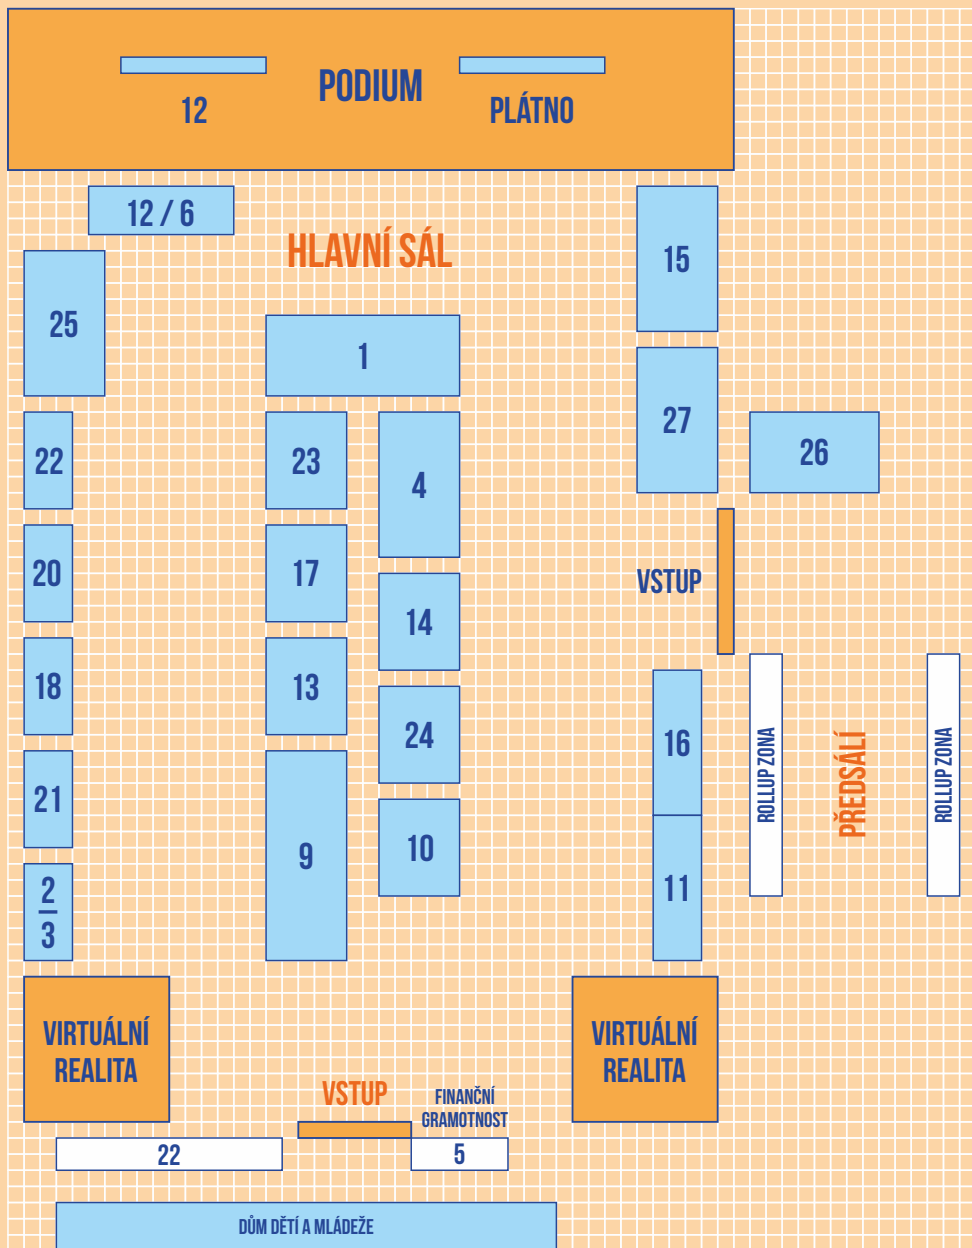 PODIUM
12
PLÁTNO
12 / 6
HLAVNÍ SÁL
15
25
1
27
22
23
4
26
20
17
VSTUP
14
18
13
24
16
ROLLUP ZONA
PŘEDSÁLÍ
ROLLUP ZONA
21
9
10
11
2
3
VIRTUÁLNÍ
REALITA
VIRTUÁLNÍ
REALITA
VSTUP
FINANČNÍ
GRAMOTNOST
22
5
DŮM DĚTÍ A MLÁDEŽE